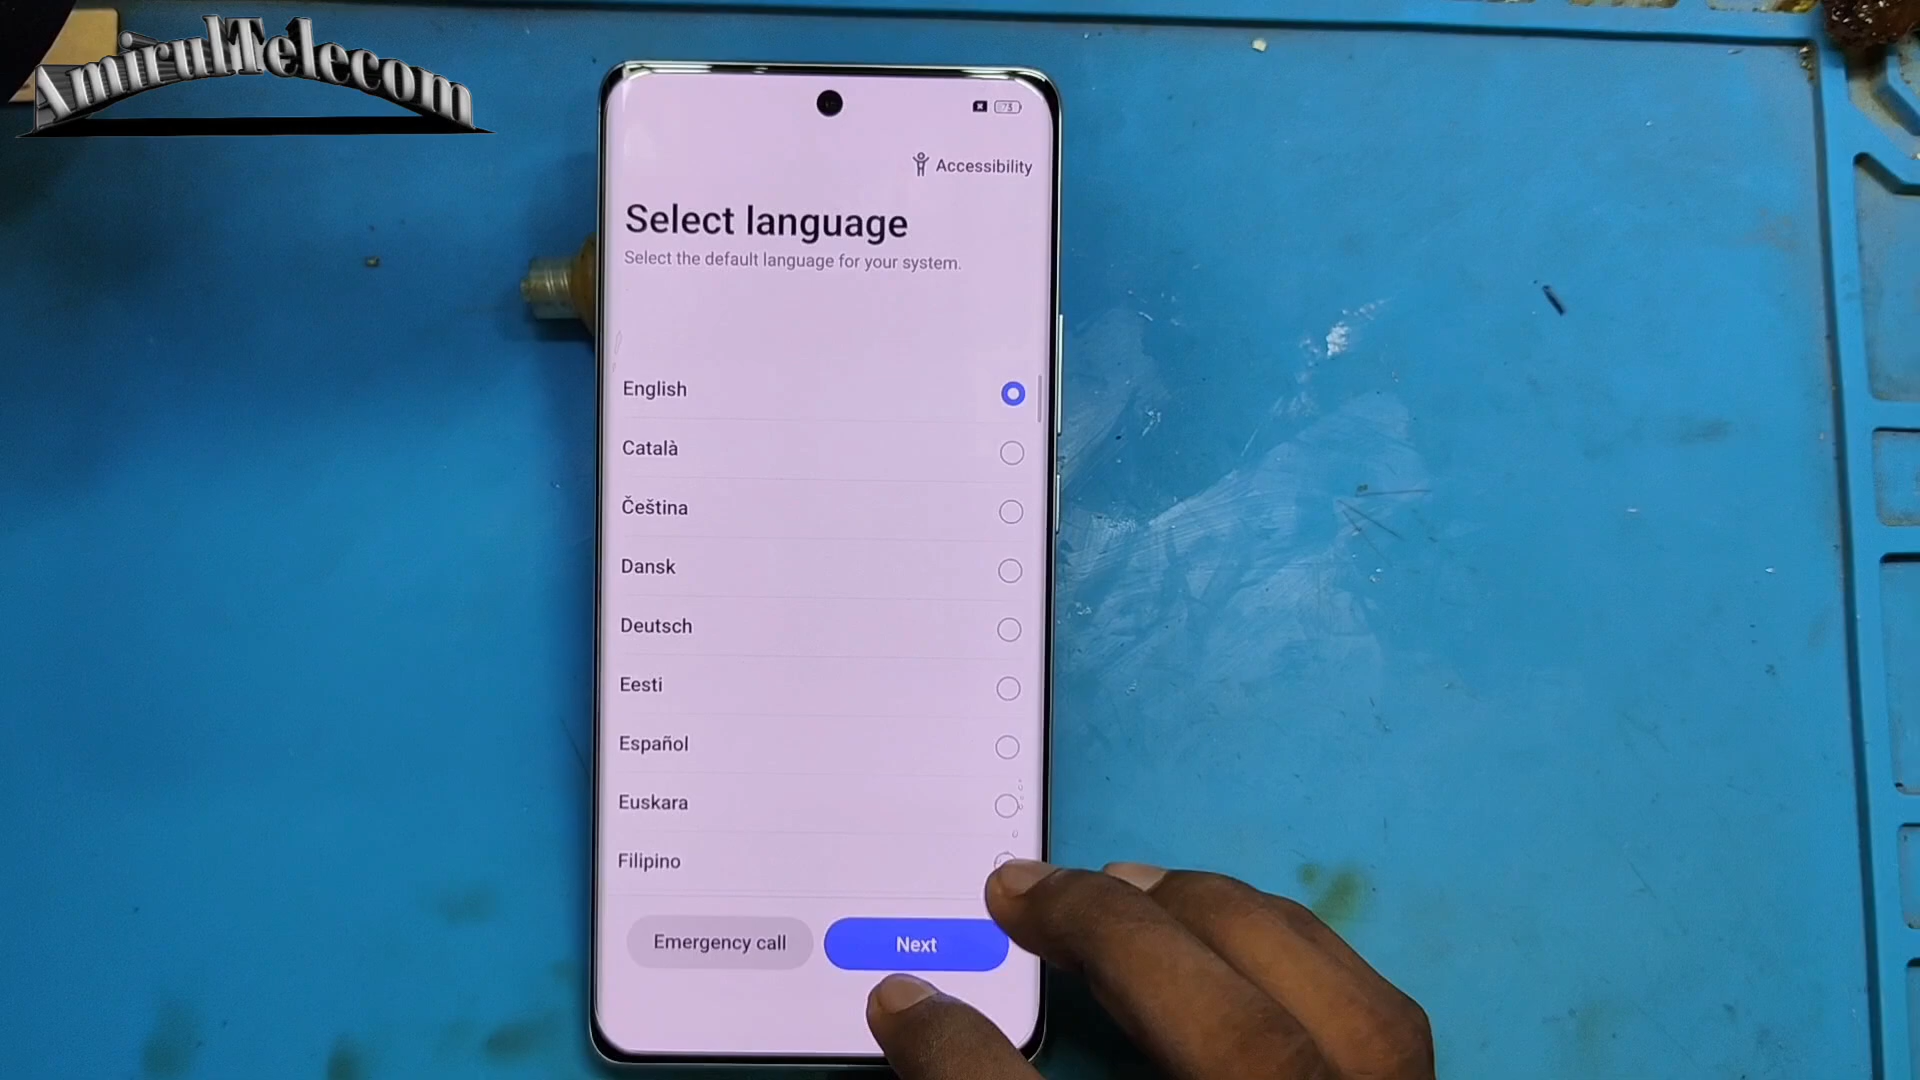 AmirulTelecom
73
Accessibility
Select language
Select the default language for your system.
English
Català
Čeština
Dansk
Deutsch
Eesti
Español
Euskara
Filipino
Emergency call
Next